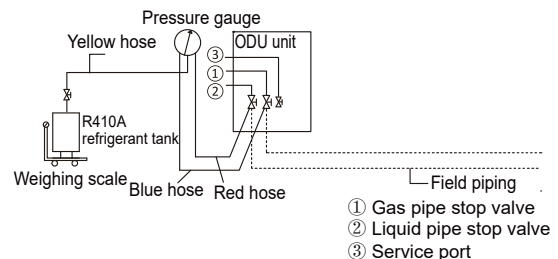 Pressure gauge
Yellow hose
ODU unit
③
①
②
R410A
refrigerant tank
Weighing scale
Blue hose
Red hose
Field piping
① Gas pipe stop valve
② Liquid pipe stop valve
③ Service port